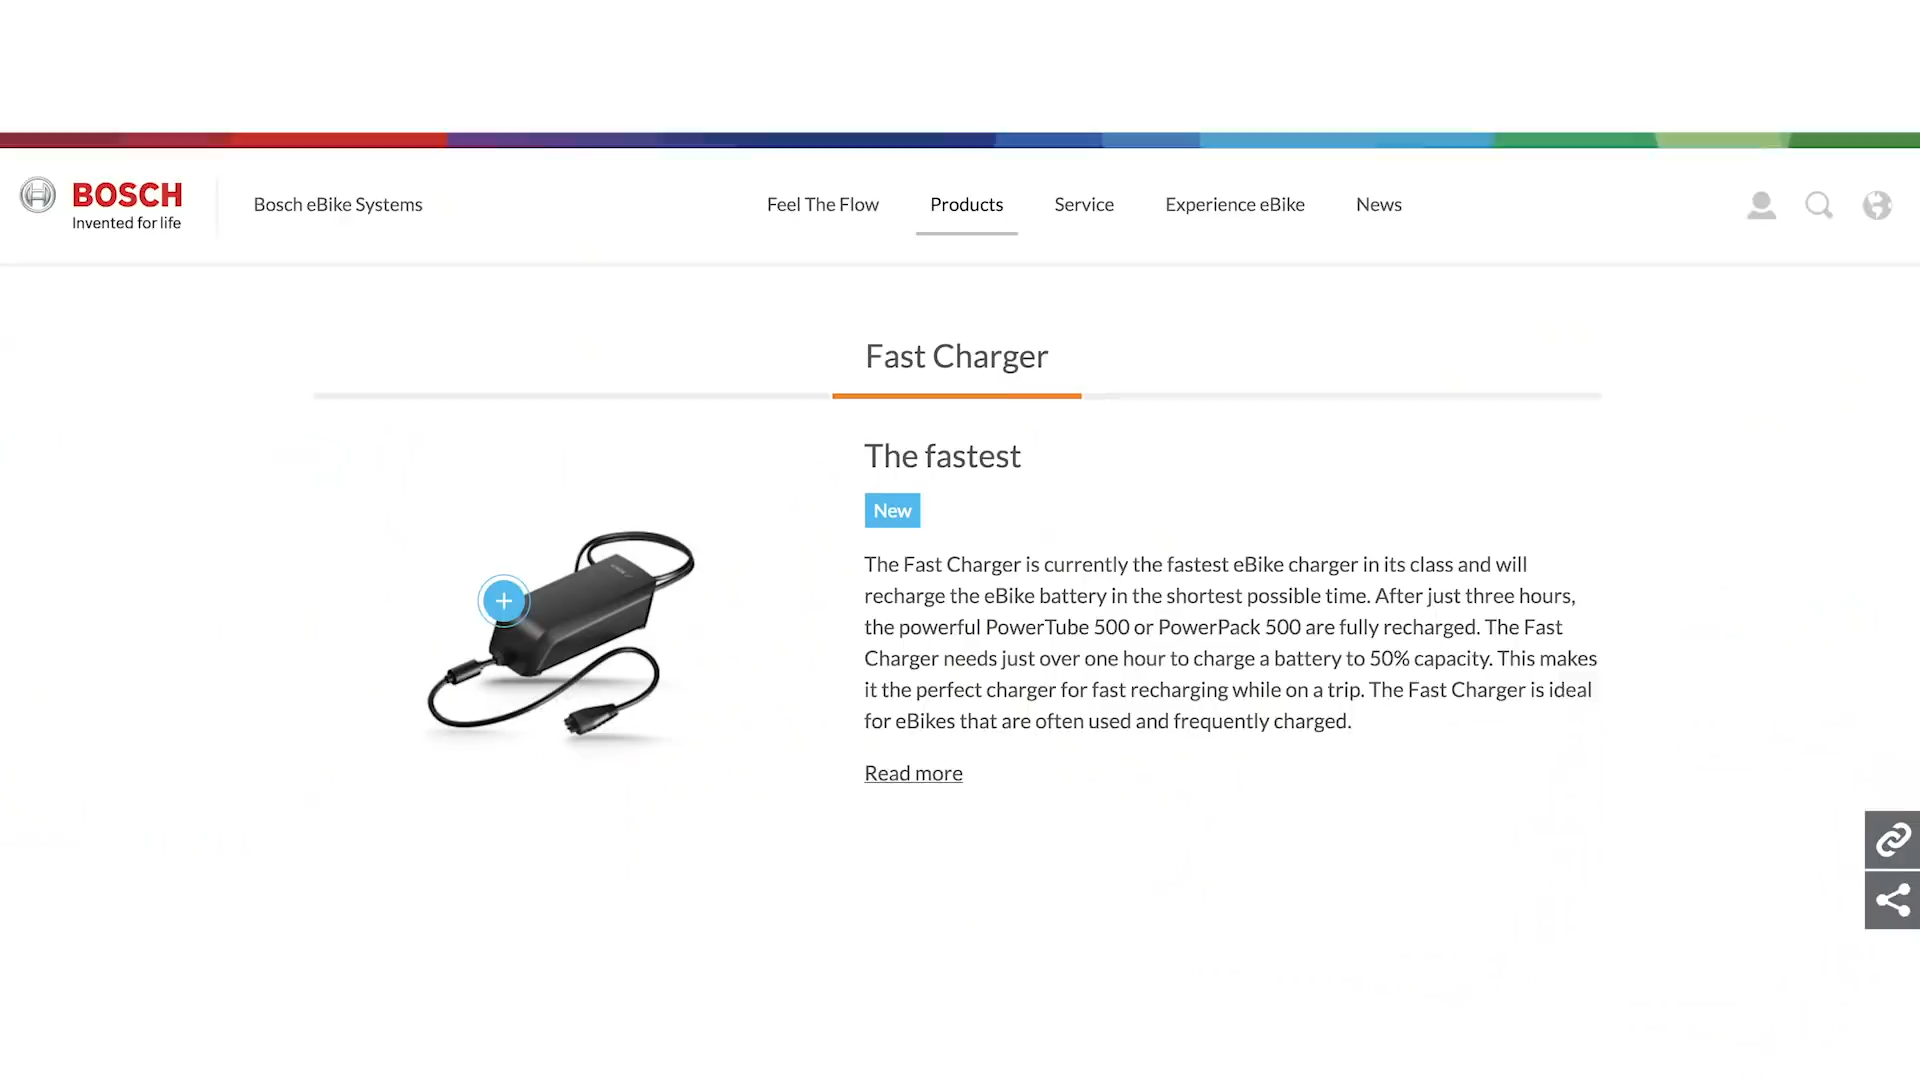 BOSCH
Invented for life
Bosch eBike Systems
Feel The Flow
Products
Service
Experience eBike
News
Fast Charger
The fastest
New
The Fast Charger is currently the fastest eBike charger in its class and will
recharge the eBike battery in the shortest possible time. After just three hours,
the powerful PowerTube 500 or PowerPack 500 are fully recharged. The Fast
Charger needs just over one hour to charge a battery to 50% capacity. This makes
it the perfect charger for fast recharging while on a trip. The Fast Charger is ideal
for eBikes that are often used and frequently charged.
Read more